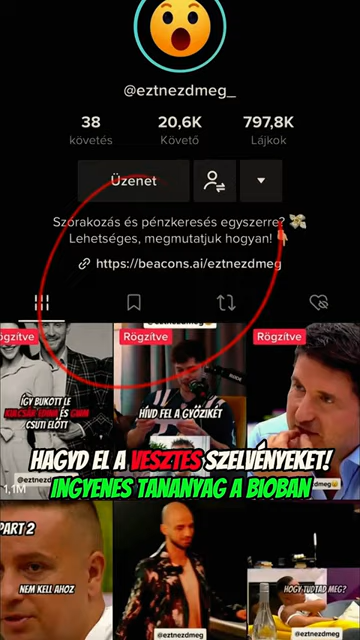 @eztnezdmeg_
38 20,6K 797,8K
követés Követő Lájkok
Üzenet
Szórakozás és pénzkeresés egyszerre? 💸
Lehetséges, megmutatjuk hogyan! 👇
https://beacons.ai/eztnezdmeg
Rögzítve
Rögzítve
Rögzítve
ÍGY BUKOTT LE
ÉS
CSUTI ELŐTT
HÍVD FEL A GYŐZIKÉT
HAGYD EL A VESZTES SZELVÉNYEKET!
INGYENES TANANYAG A BIOBAN
@eztnezdmeg
1,1M
@eztnezdmeg
PART 2
NEM KELL AHOZ
HOGY TUDTAD MEG?
@eztnezdmeg
@eztnezdmeg